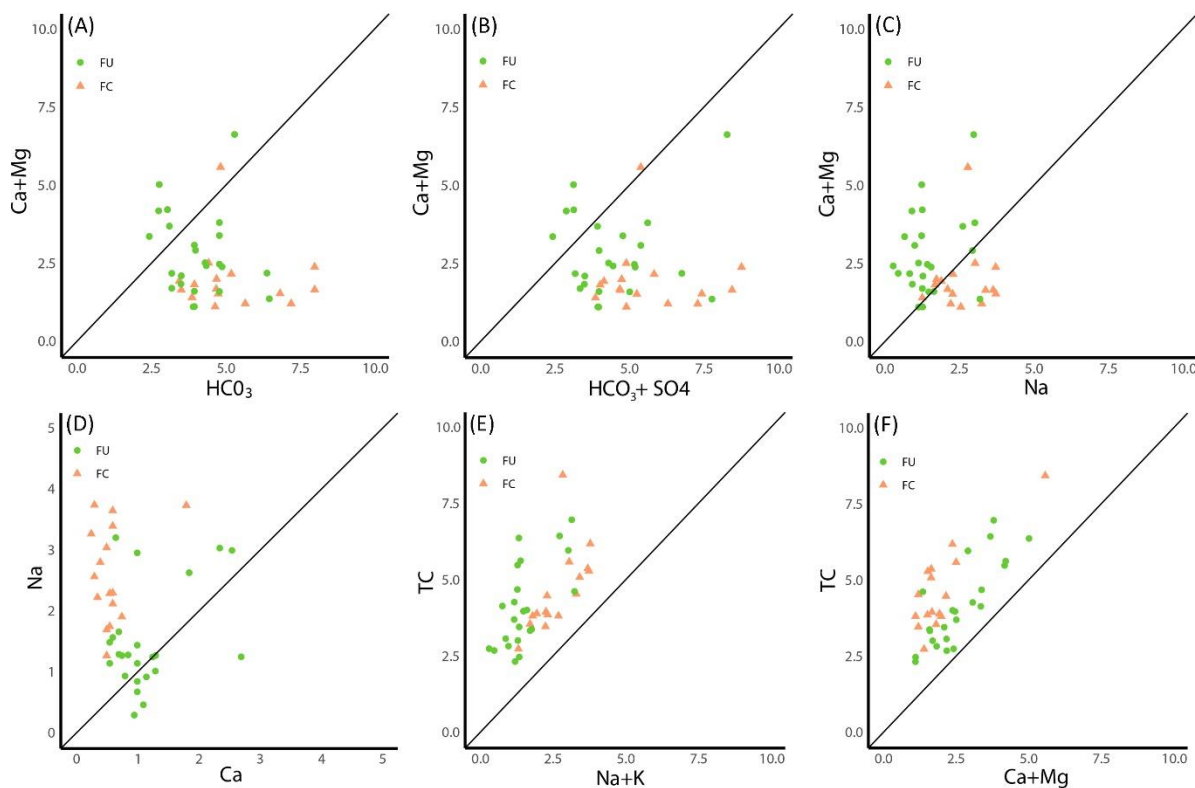 (A)
10.0
FU
FC
7.5
Ca+Mg
5.0
2.5
0.0
0.0 2.5 5.0 7.5 10.0
HC0₃
(B)
10.0
FU
FC
7.5
Ca+Mg
5.0
2.5
0.0
0.0 2.5 5.0 7.5 10.0
HCO₃+ SO4
(C)
10.0
FU
FC
7.5
Ca+Mg
5.0
2.5
0.0
0.0 2.5 5.0 7.5 10.0
Na
(D)
5
FU
FC
4
3
Na
2
1
0
0 1 2 3 4 5
Ca
(E)
10.0
FU
FC
7.5
TC
5.0
2.5
0.0
0.0 2.5 5.0 7.5 10.0
Na+K
(F)
10.0
FU
FC
7.5
TC
5.0
2.5
0.0
0.0 2.5 5.0 7.5 10.0
Ca+Mg